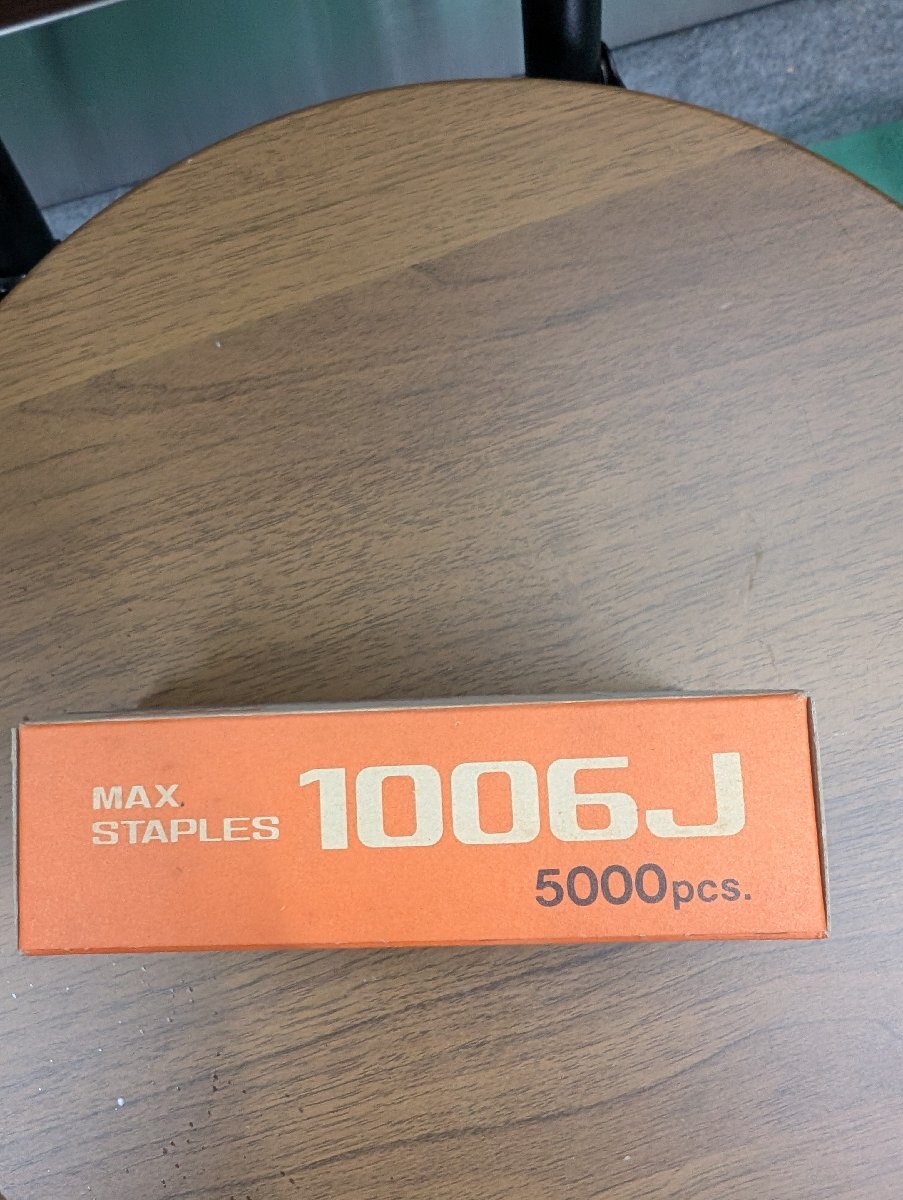 MAX
STAPLES
1006J
5000pcs.